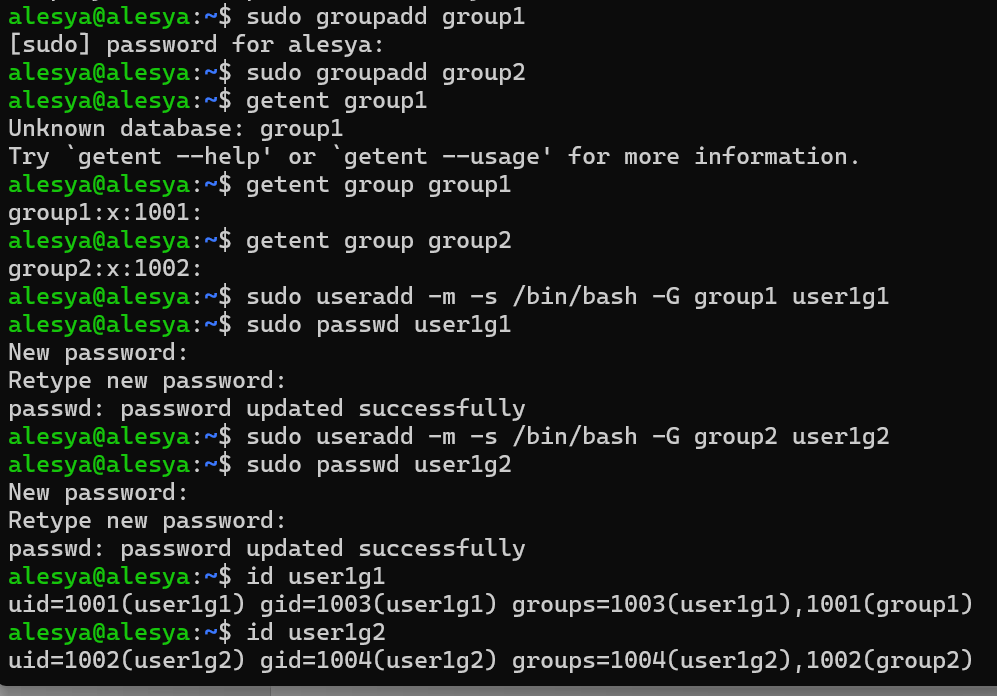 alesya@alesya:~$ sudo groupadd group1
[sudo] password for alesya:
alesya@alesya:~$ sudo groupadd group2
alesya@alesya:~$ getent group1
Unknown database: group1
Try `getent --help' or `getent --usage' for more information.
alesya@alesya:~$ getent group group1
group1:x:1001:
alesya@alesya:~$ getent group group2
group2:x:1002:
alesya@alesya:~$ sudo useradd -m -s /bin/bash -G group1 user1g1
alesya@alesya:~$ sudo passwd user1g1
New password:
Retype new password:
passwd: password updated successfully
alesya@alesya:~$ sudo useradd -m -s /bin/bash -G group2 user1g2
alesya@alesya:~$ sudo passwd user1g2
New password:
Retype new password:
passwd: password updated successfully
alesya@alesya:~$ id user1g1
uid=1001(user1g1) gid=1003(user1g1) groups=1003(user1g1),1001(group1)
alesya@alesya:~$ id user1g2
uid=1002(user1g2) gid=1004(user1g2) groups=1004(user1g2),1002(group2)